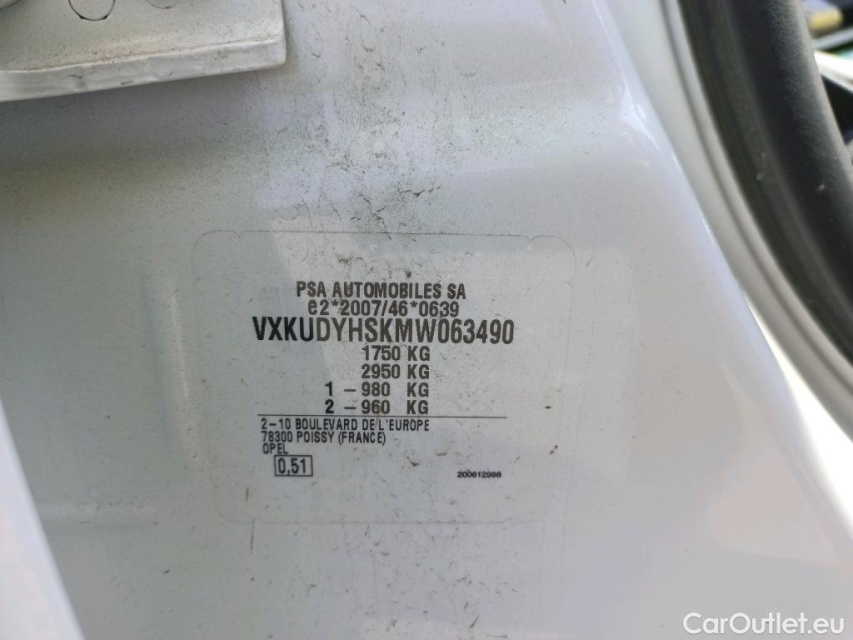 PSA AUTOMOBILES SA
e2*2007/46*0639
VXKUDYHSKMW063490
1750 KG
2950 KG
1 – 980 KG
2 – 960 KG
2–10 BOULEVARD DE L'EUROPE
78300 POISSY (FRANCE)
OPEL
0,51
200612998
CarOutlet.eu